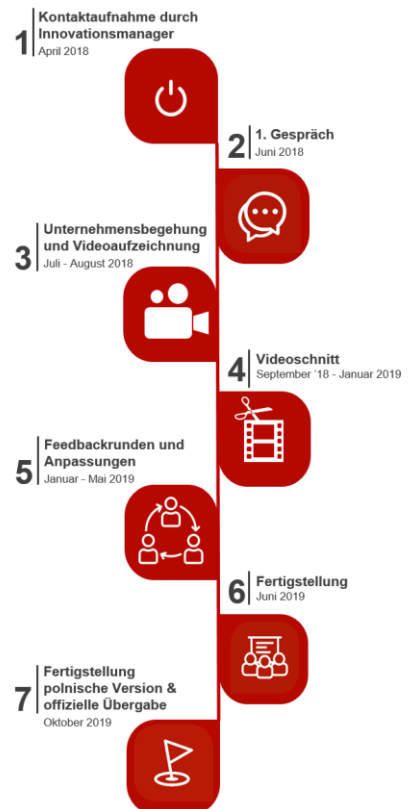 1
Kontaktaufnahme durch
Innovationsmanager
April 2018
2
1. Gespräch
Juni 2018
3
Unternehmensbegehung
und Videoaufzeichnung
Juli - August 2018
4
Videoschnitt
September '18 - Januar 2019
5
Feedbackrunden und
Anpassungen
Januar - Mai 2019
6
Fertigstellung
Juni 2019
7
Fertigstellung
polnische Version &
offizielle Übergabe
Oktober 2019